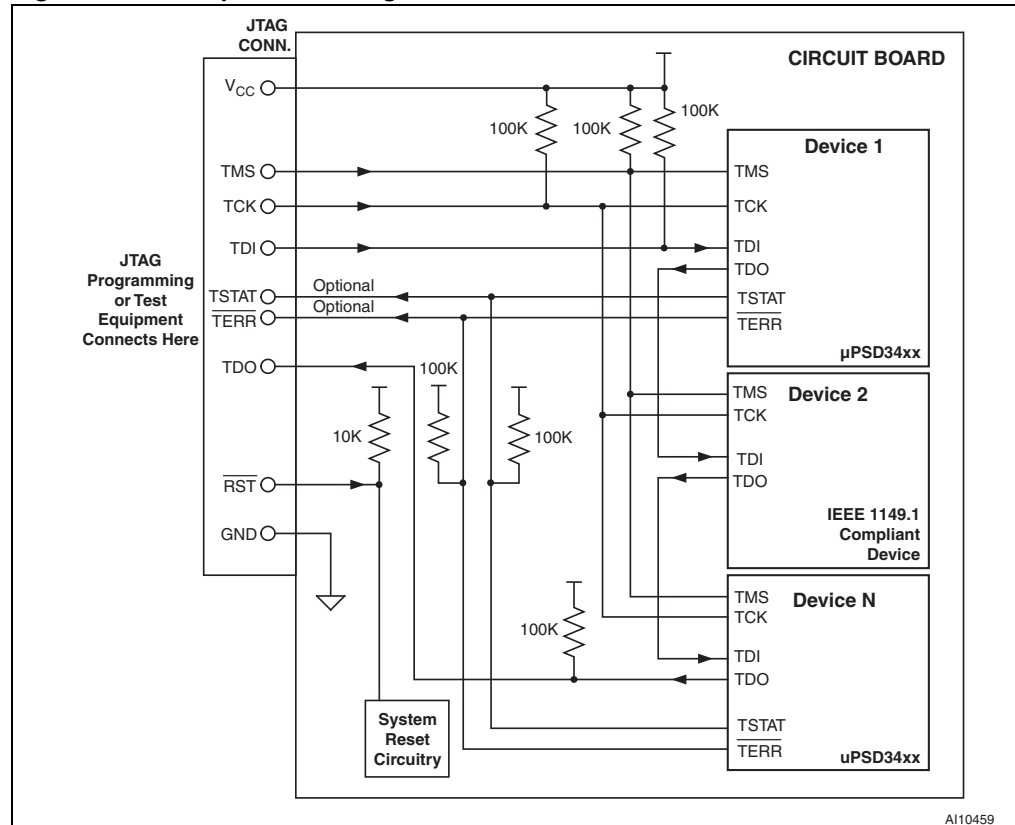 JTAG
CONN.
CIRCUIT BOARD
VCC
100K
100K
100K
Device 1
TMS
TMS
TCK
TCK
TDI
TDI
TDO
JTAG
Programming
or Test
Equipment
Connects Here
TSTAT
Optional
TSTAT
TERR
Optional
TERR
µPSD34xx
TDO
100K
10K
100K
Device 2
TMS
TCK
TDI
TDO
IEEE 1149.1
Compliant
Device
RST
GND
Device N
TMS
TCK
100K
TDI
TDO
System
Reset
Circuitry
TSTAT
TERR
uPSD34xx
AI10459